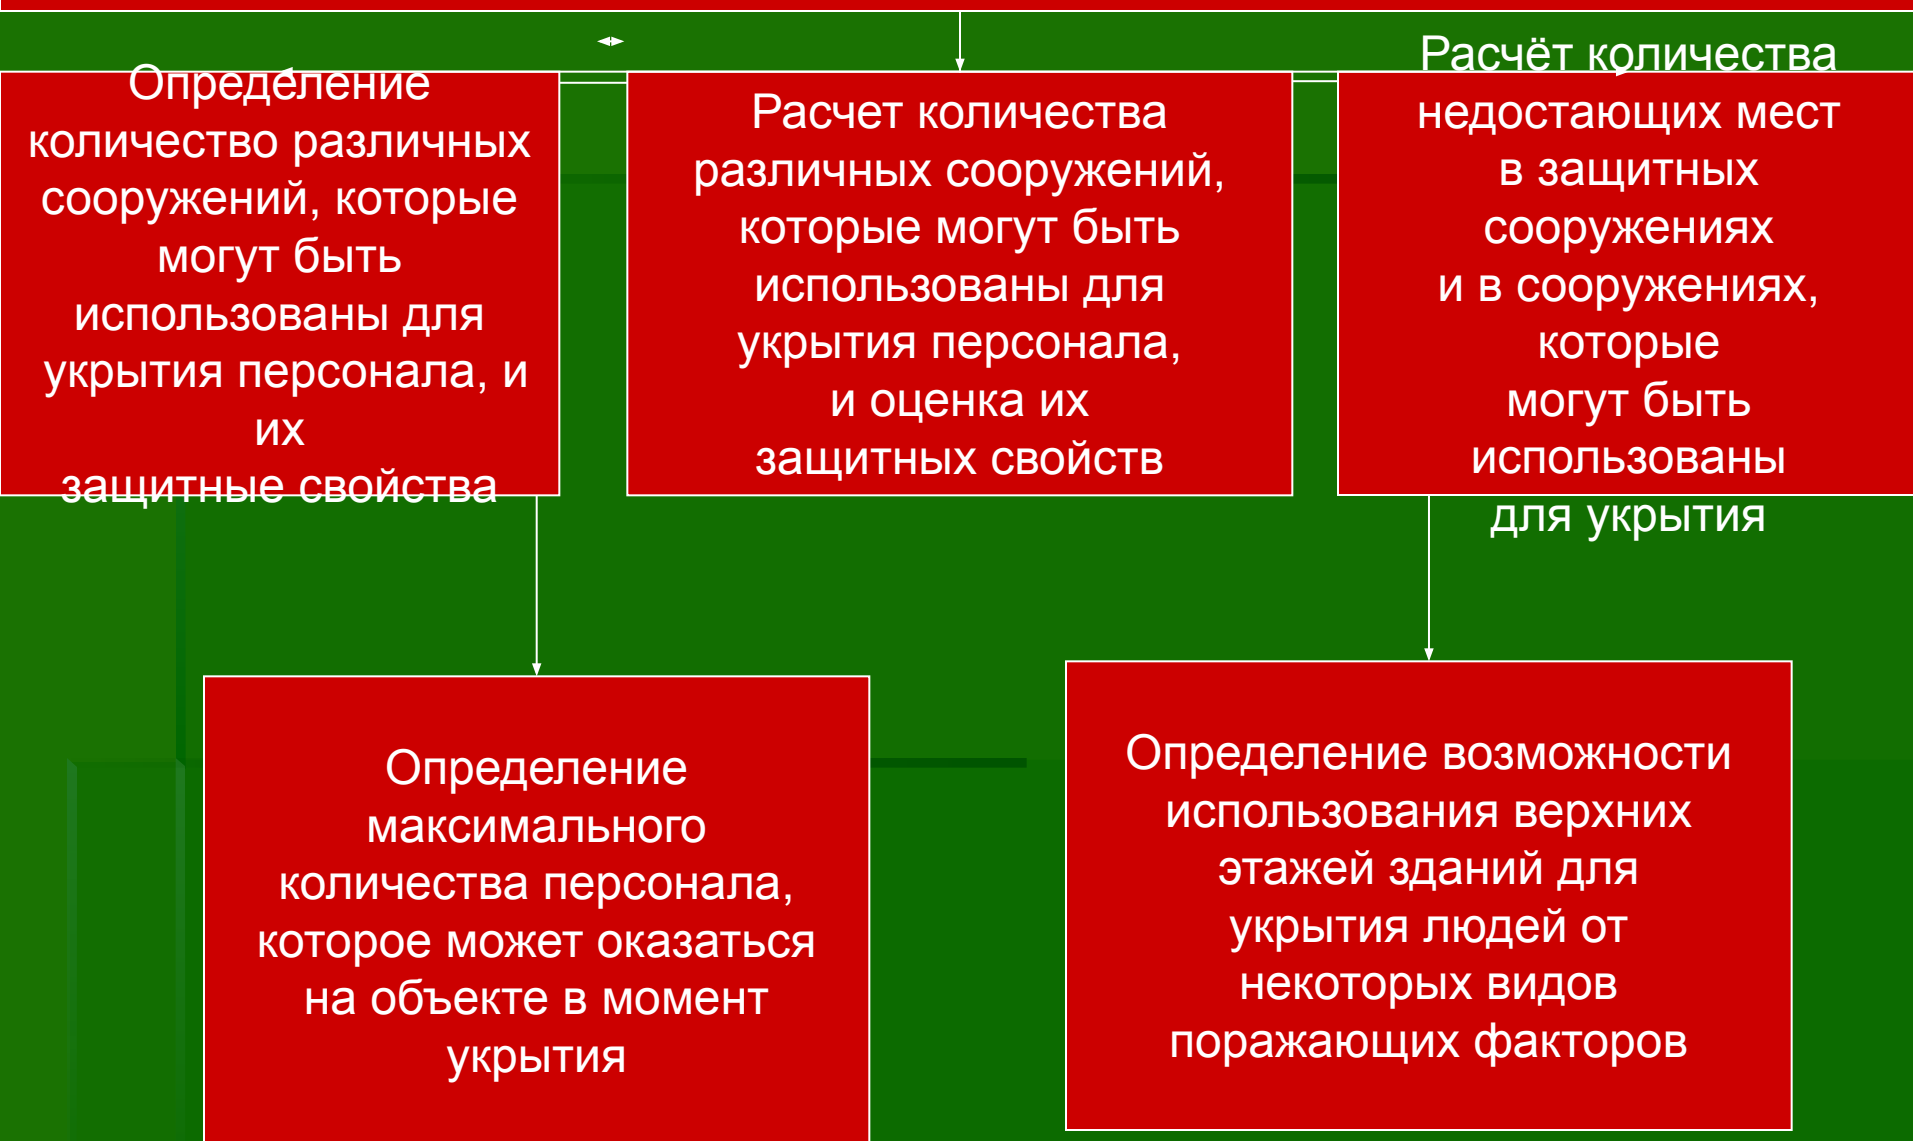 Определение
количество различных
сооружений, которые
могут быть
использованы для
укрытия персонала, и
их
защитные свойства
Расчет количества
различных сооружений,
которые могут быть
использованы для
укрытия персонала,
и оценка их
защитных свойств
Расчёт количества
недостающих мест
в защитных
сооружениях
и в сооружениях,
которые
могут быть
использованы
для укрытия
Определение
максимального
количества персонала,
которое может оказаться
на объекте в момент
укрытия
Определение возможности
использования верхних
этажей зданий для
укрытия людей от
некоторых видов
поражающих факторов